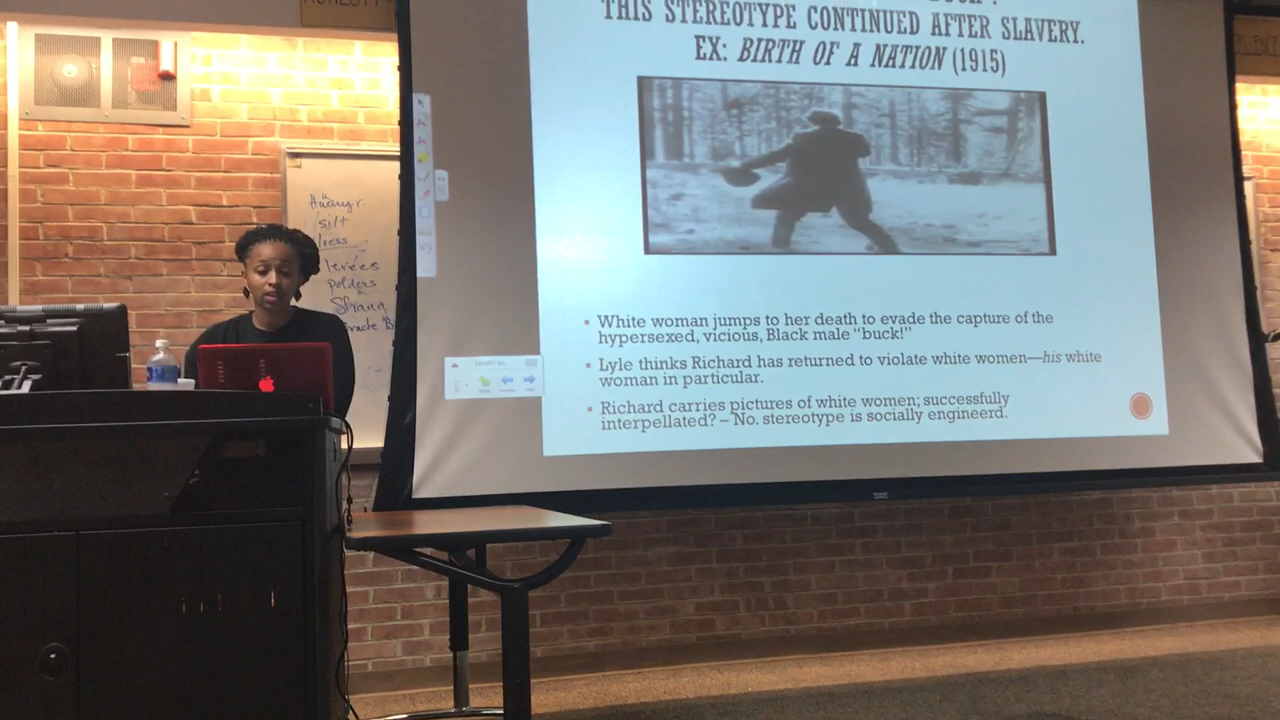 HONESTY
THIS STEREOTYPE CONTINUED AFTER SLAVERY.
EX: BIRTH OF A NATION (1915)
▪ White woman jumps to her death to evade the capture of the
hypersexed, vicious, Black male "buck!"
▪ Lyle thinks Richard has returned to violate white women—his white
woman in particular.
▪ Richard carries pictures of white women; successfully
interpellated? – No. stereotype is socially engineerd.
silt
levees
polders